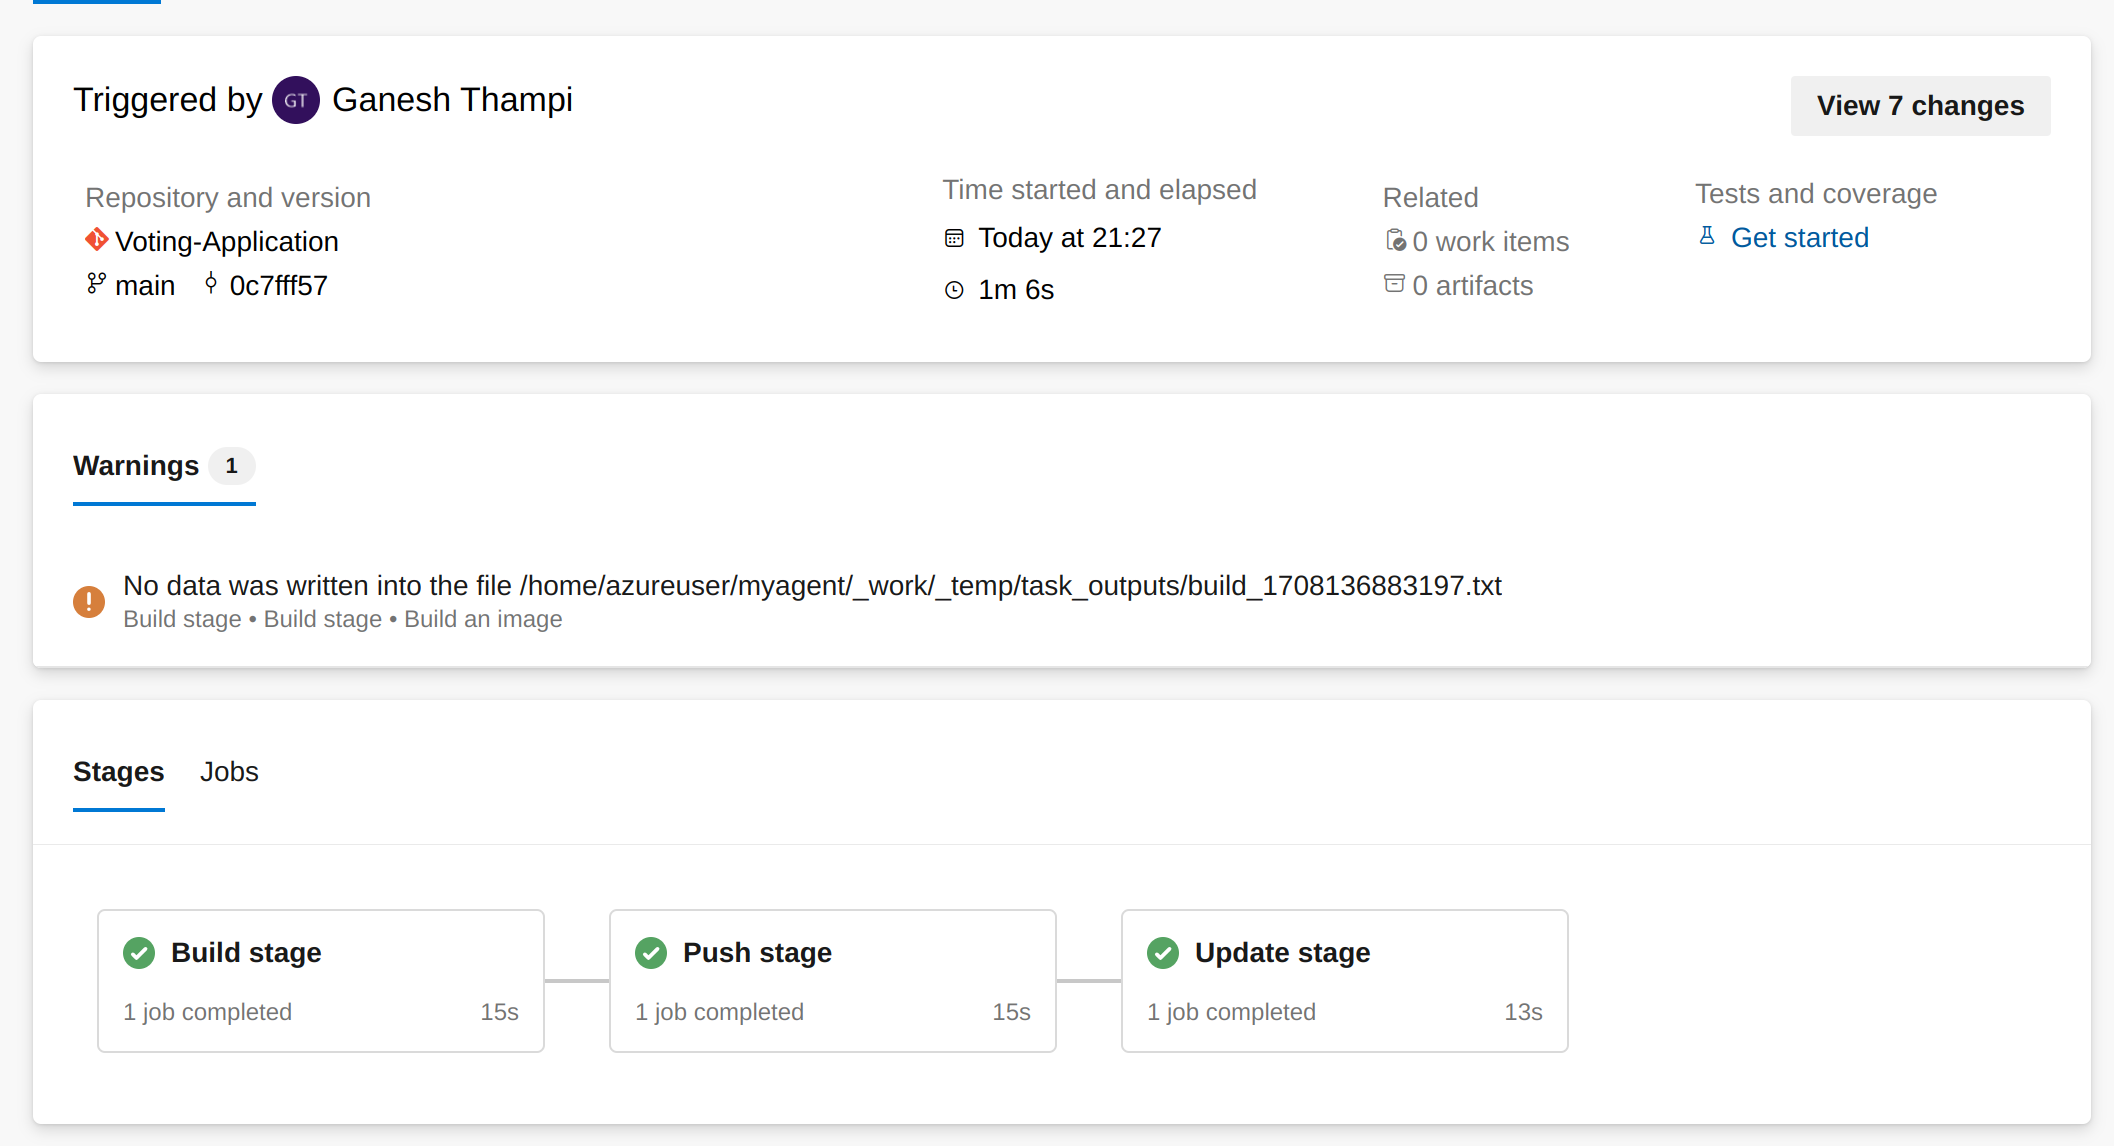 Triggered by GT Ganesh Thampi
View 7 changes
Repository and version
Voting-Application
main 0c7fff57
Time started and elapsed
Today at 21:27
1m 6s
Related
0 work items
0 artifacts
Tests and coverage
Get started
Warnings 1
No data was written into the file /home/azureuser/myagent/_work/_temp/task_outputs/build_1708136883197.txt
Build stage • Build stage • Build an image
Stages Jobs
Build stage
1 job completed 15s
Push stage
1 job completed 15s
Update stage
1 job completed 13s